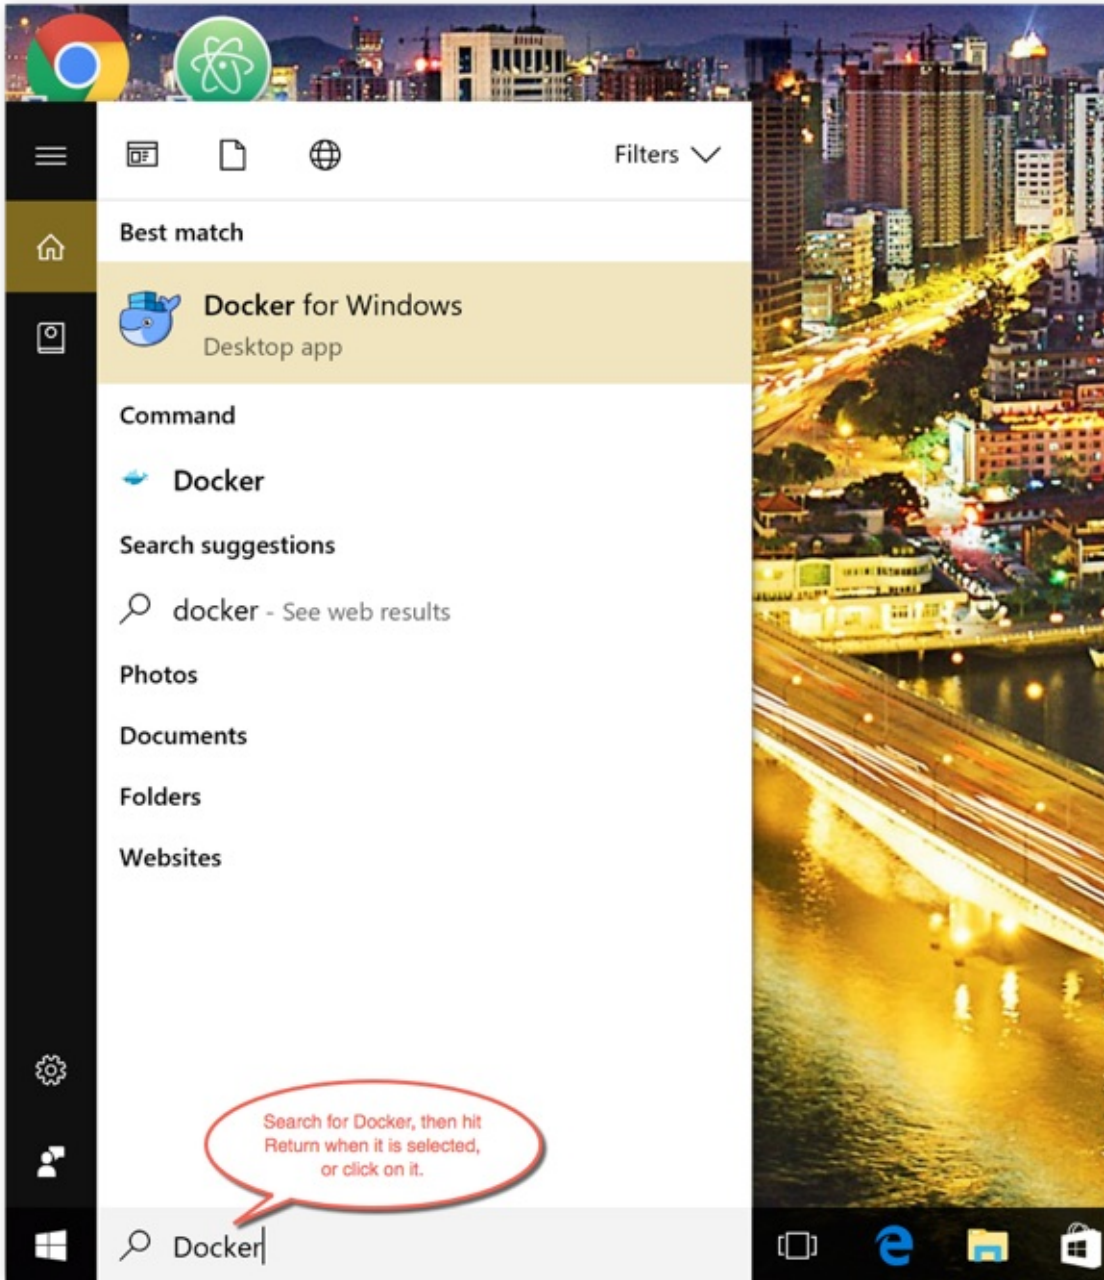 Filters
Best match
Docker for Windows
Desktop app
Command
Docker
Search suggestions
docker - See web results
Photos
Documents
Folders
Websites
Search for Docker, then hit
Return when it is selected,
or click on it.
Docker